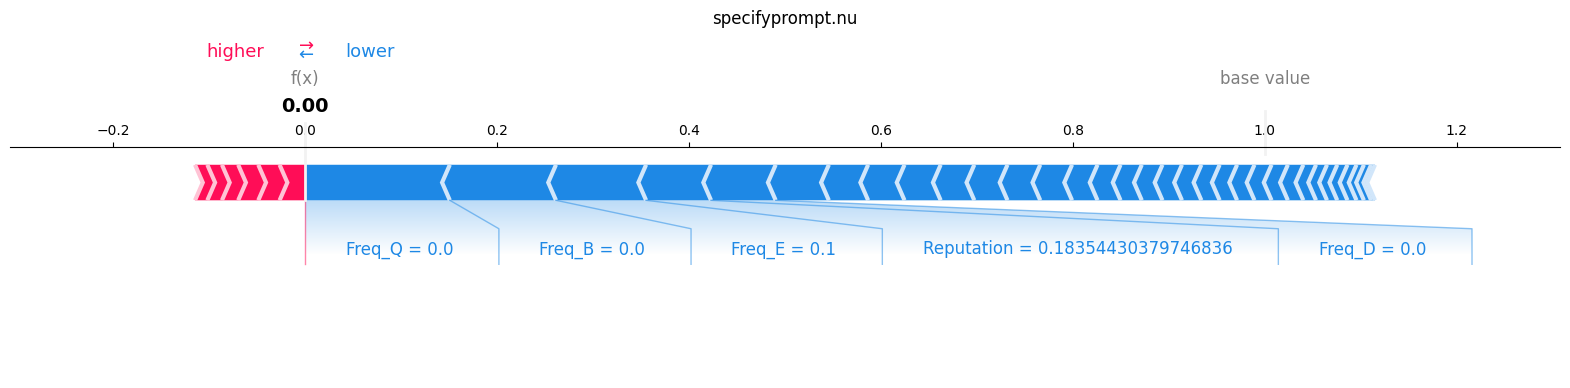 specifyprompt.nu
higher ⇄ lower
f(x) base value
0.00
−0.2 0.0 0.2 0.4 0.6 0.8 1.0 1.2
Freq_Q = 0.0 Freq_B = 0.0 Freq_E = 0.1 Reputation = 0.18354430379746836 Freq_D = 0.0